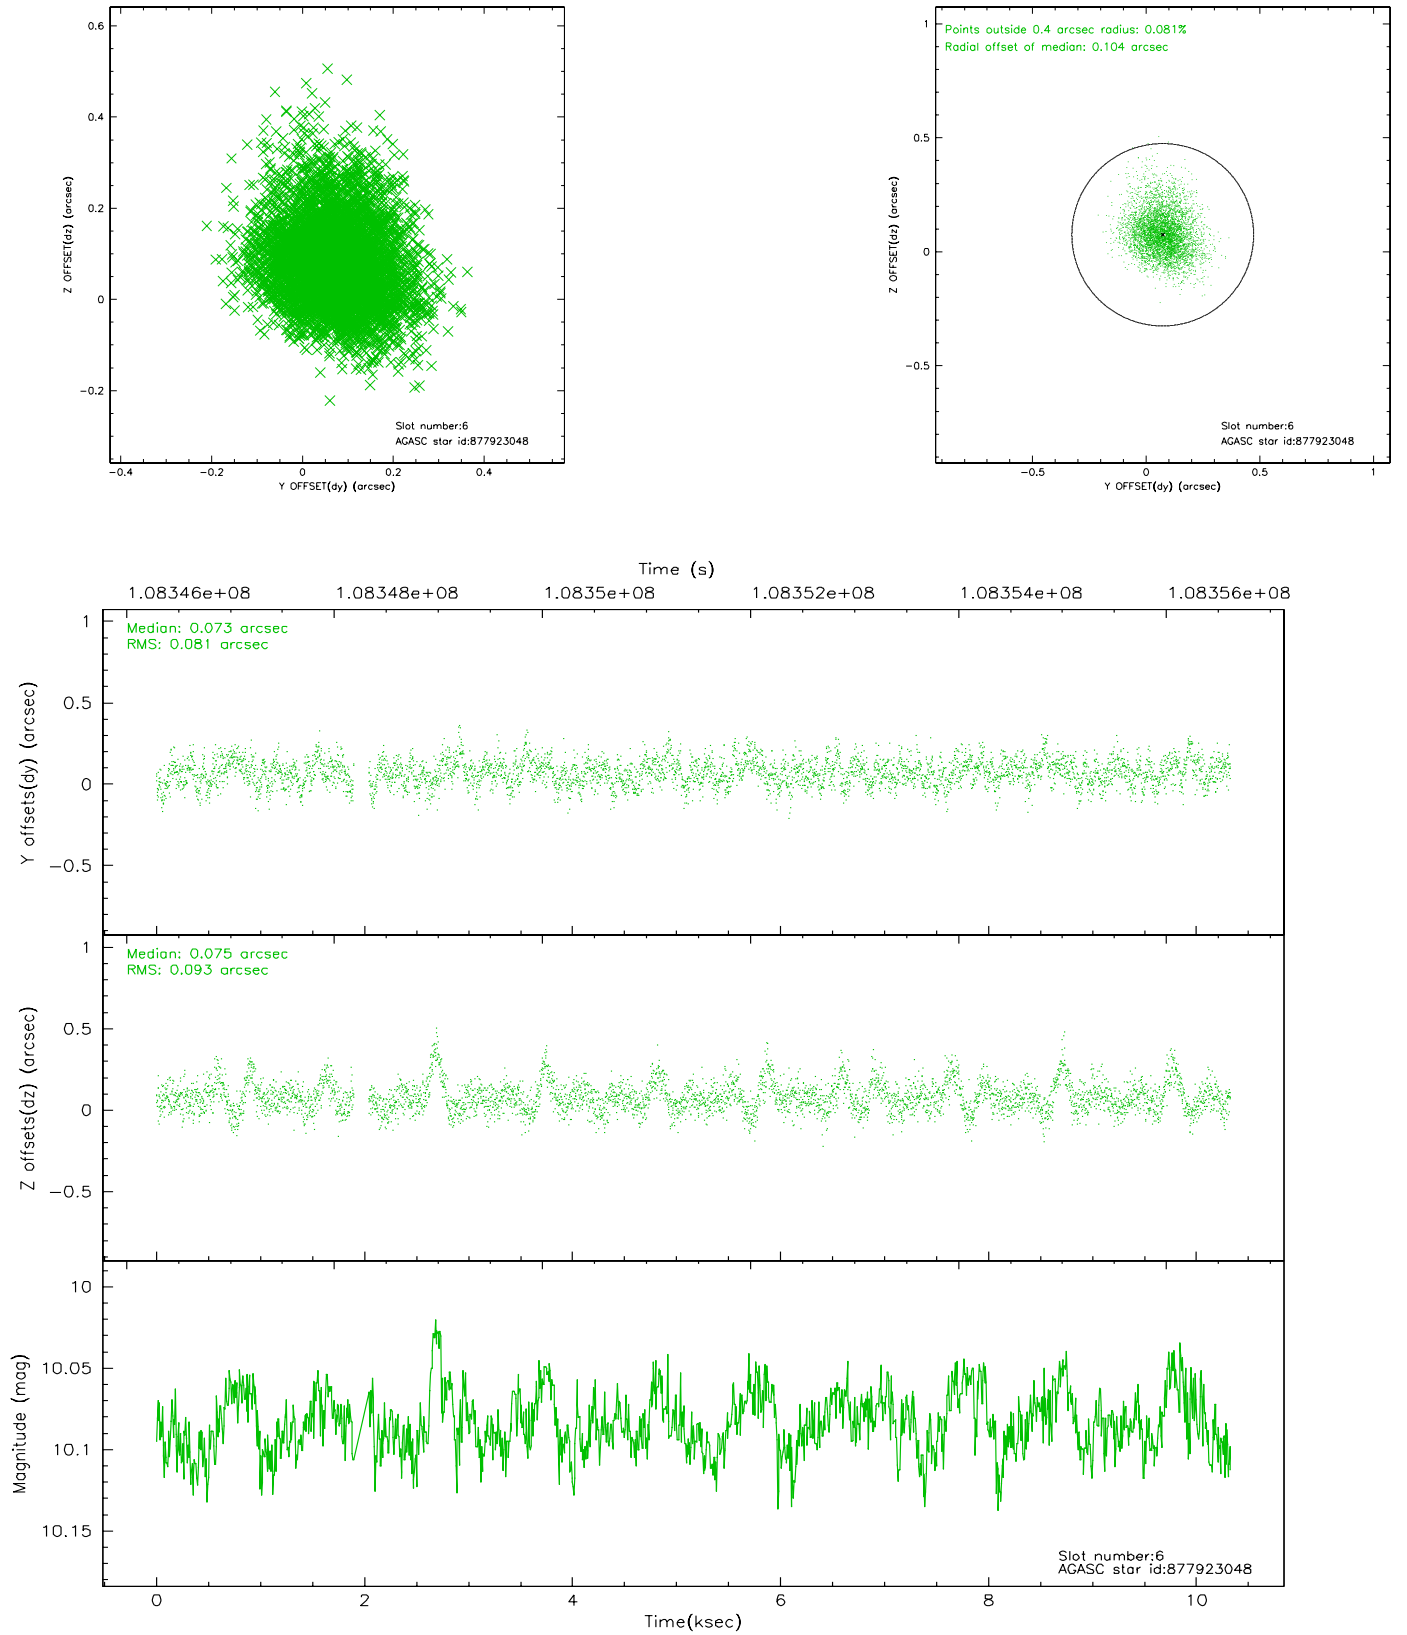 0.6
0.4
0.2
0
−0.2
Z OFFSET(dz) (arcsec)
Slot number:6
AGASC star id:877923048
−0.4 −0.2 0 0.2 0.4
Y OFFSET(dy) (arcsec)
Points outside 0.4 arcsec radius: 0.081%
Radial offset of median: 0.104 arcsec
1
0.5
0
−0.5
Z OFFSET(dz) (arcsec)
Slot number:6
AGASC star id:877923048
−0.5 0 0.5 1
Y OFFSET(dy) (arcsec)
Time (s)
1.08346e+08 1.08348e+08 1.0835e+08 1.08352e+08 1.08354e+08 1.08356e+08
Median: 0.073 arcsec
RMS: 0.081 arcsec
1
0.5
0
−0.5
Y offsets(dy) (arcsec)
Median: 0.075 arcsec
RMS: 0.093 arcsec
1
0.5
0
−0.5
Z offsets(dz) (arcsec)
10
10.05
10.1
10.15
Magnitude (mag)
Slot number:6
AGASC star id:877923048
0 2 4 6 8 10
Time(ksec)